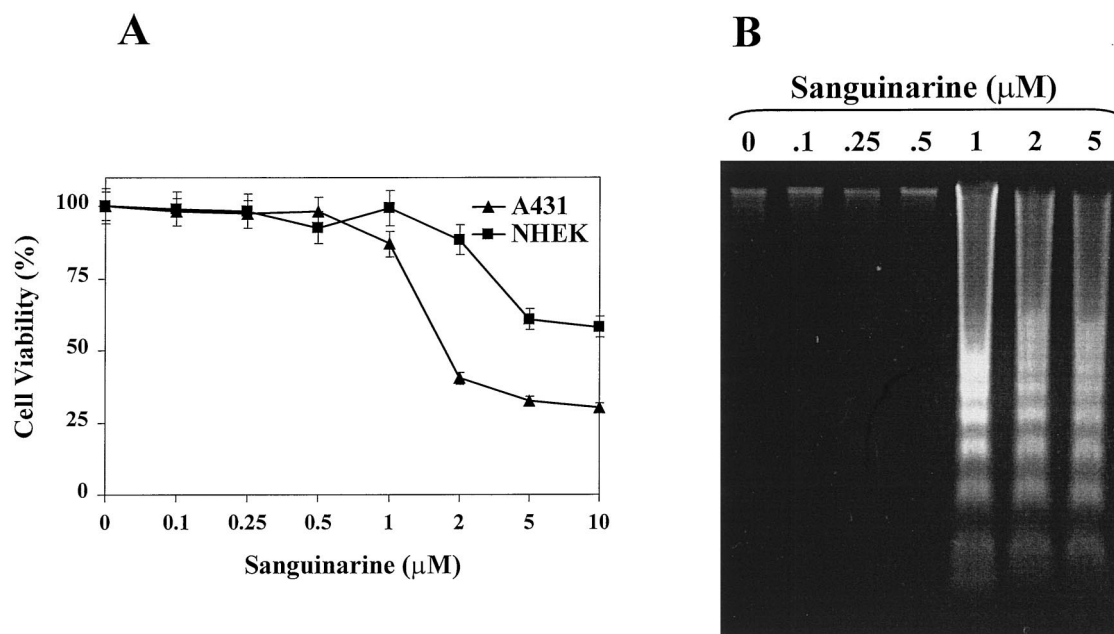 A
A431
NHEK
100
75
50
25
0
Cell Viability (%)
0 0.1 0.25 0.5 1 2 5 10
Sanguinarine (μM)
B
Sanguinarine (μM)
0 .1 .25 .5 1 2 5